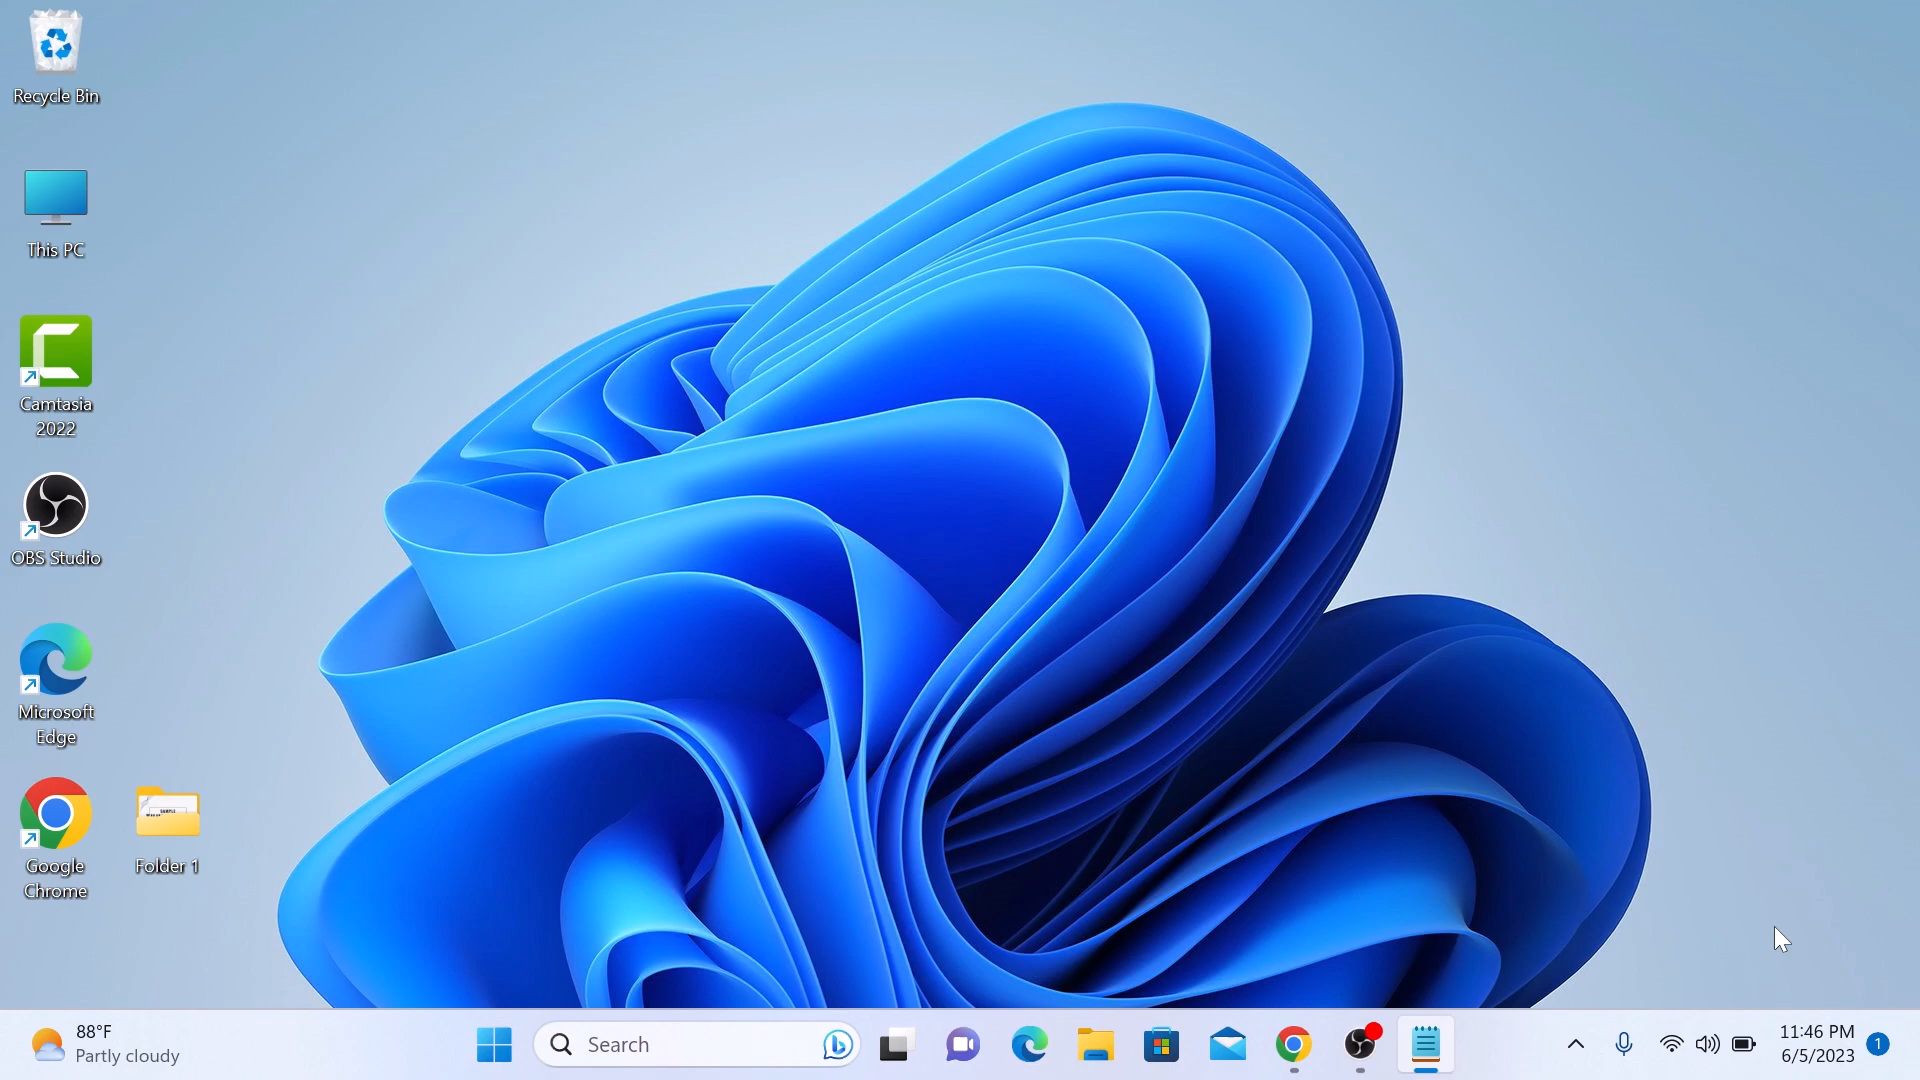 Recycle Bin
This PC
Camtasia
2022
OBS Studio
Microsoft
Edge
Google
Chrome
Folder 1
88°F
Partly cloudy
Search
11:46 PM
6/5/2023
1